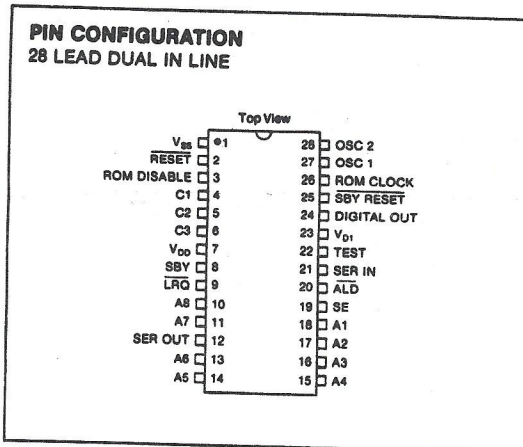 PIN CONFIGURATION
28 LEAD DUAL IN LINE
Top View
VSS 1 28 OSC 2
RESET 2 27 OSC 1
ROM DISABLE 3 26 ROM CLOCK
C1 4 25 SBY RESET
C2 5 24 DIGITAL OUT
C3 6 23 VD1
VDD 7 22 TEST
SBY 8 21 SER IN
LRQ 9 20 ALD
A8 10 19 SE
A7 11 18 A1
SER OUT 12 17 A2
A6 13 16 A3
A5 14 15 A4